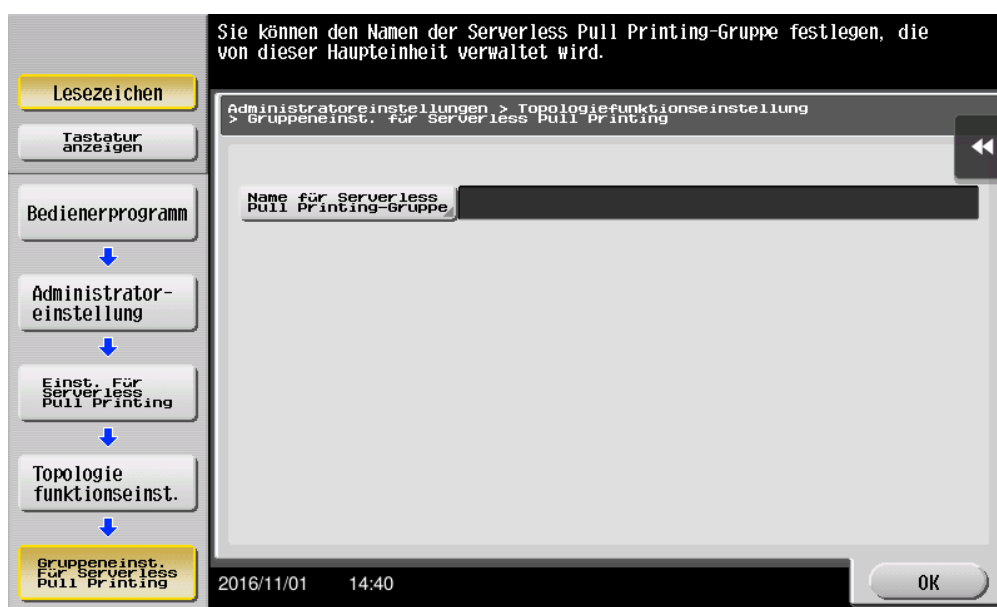 Sie können den Namen der Serverless Pull Printing-Gruppe festlegen, die
von dieser Haupteinheit verwaltet wird.
Lesezeichen
Tastatur
anzeigen
Bedienerprogramm
Administrator-
einstellung
Einst. Für
Serverless
Pull Printing
Topologie
funktionseinst.
Gruppeneinst.
Für Serverless
Pull Printing
Administratoreinstellungen > Topologiefunktionseinstellung
> Gruppeneinst. für Serverless Pull Printing
Name für Serverless
Pull Printing-Gruppe
2016/11/01 14:40
OK